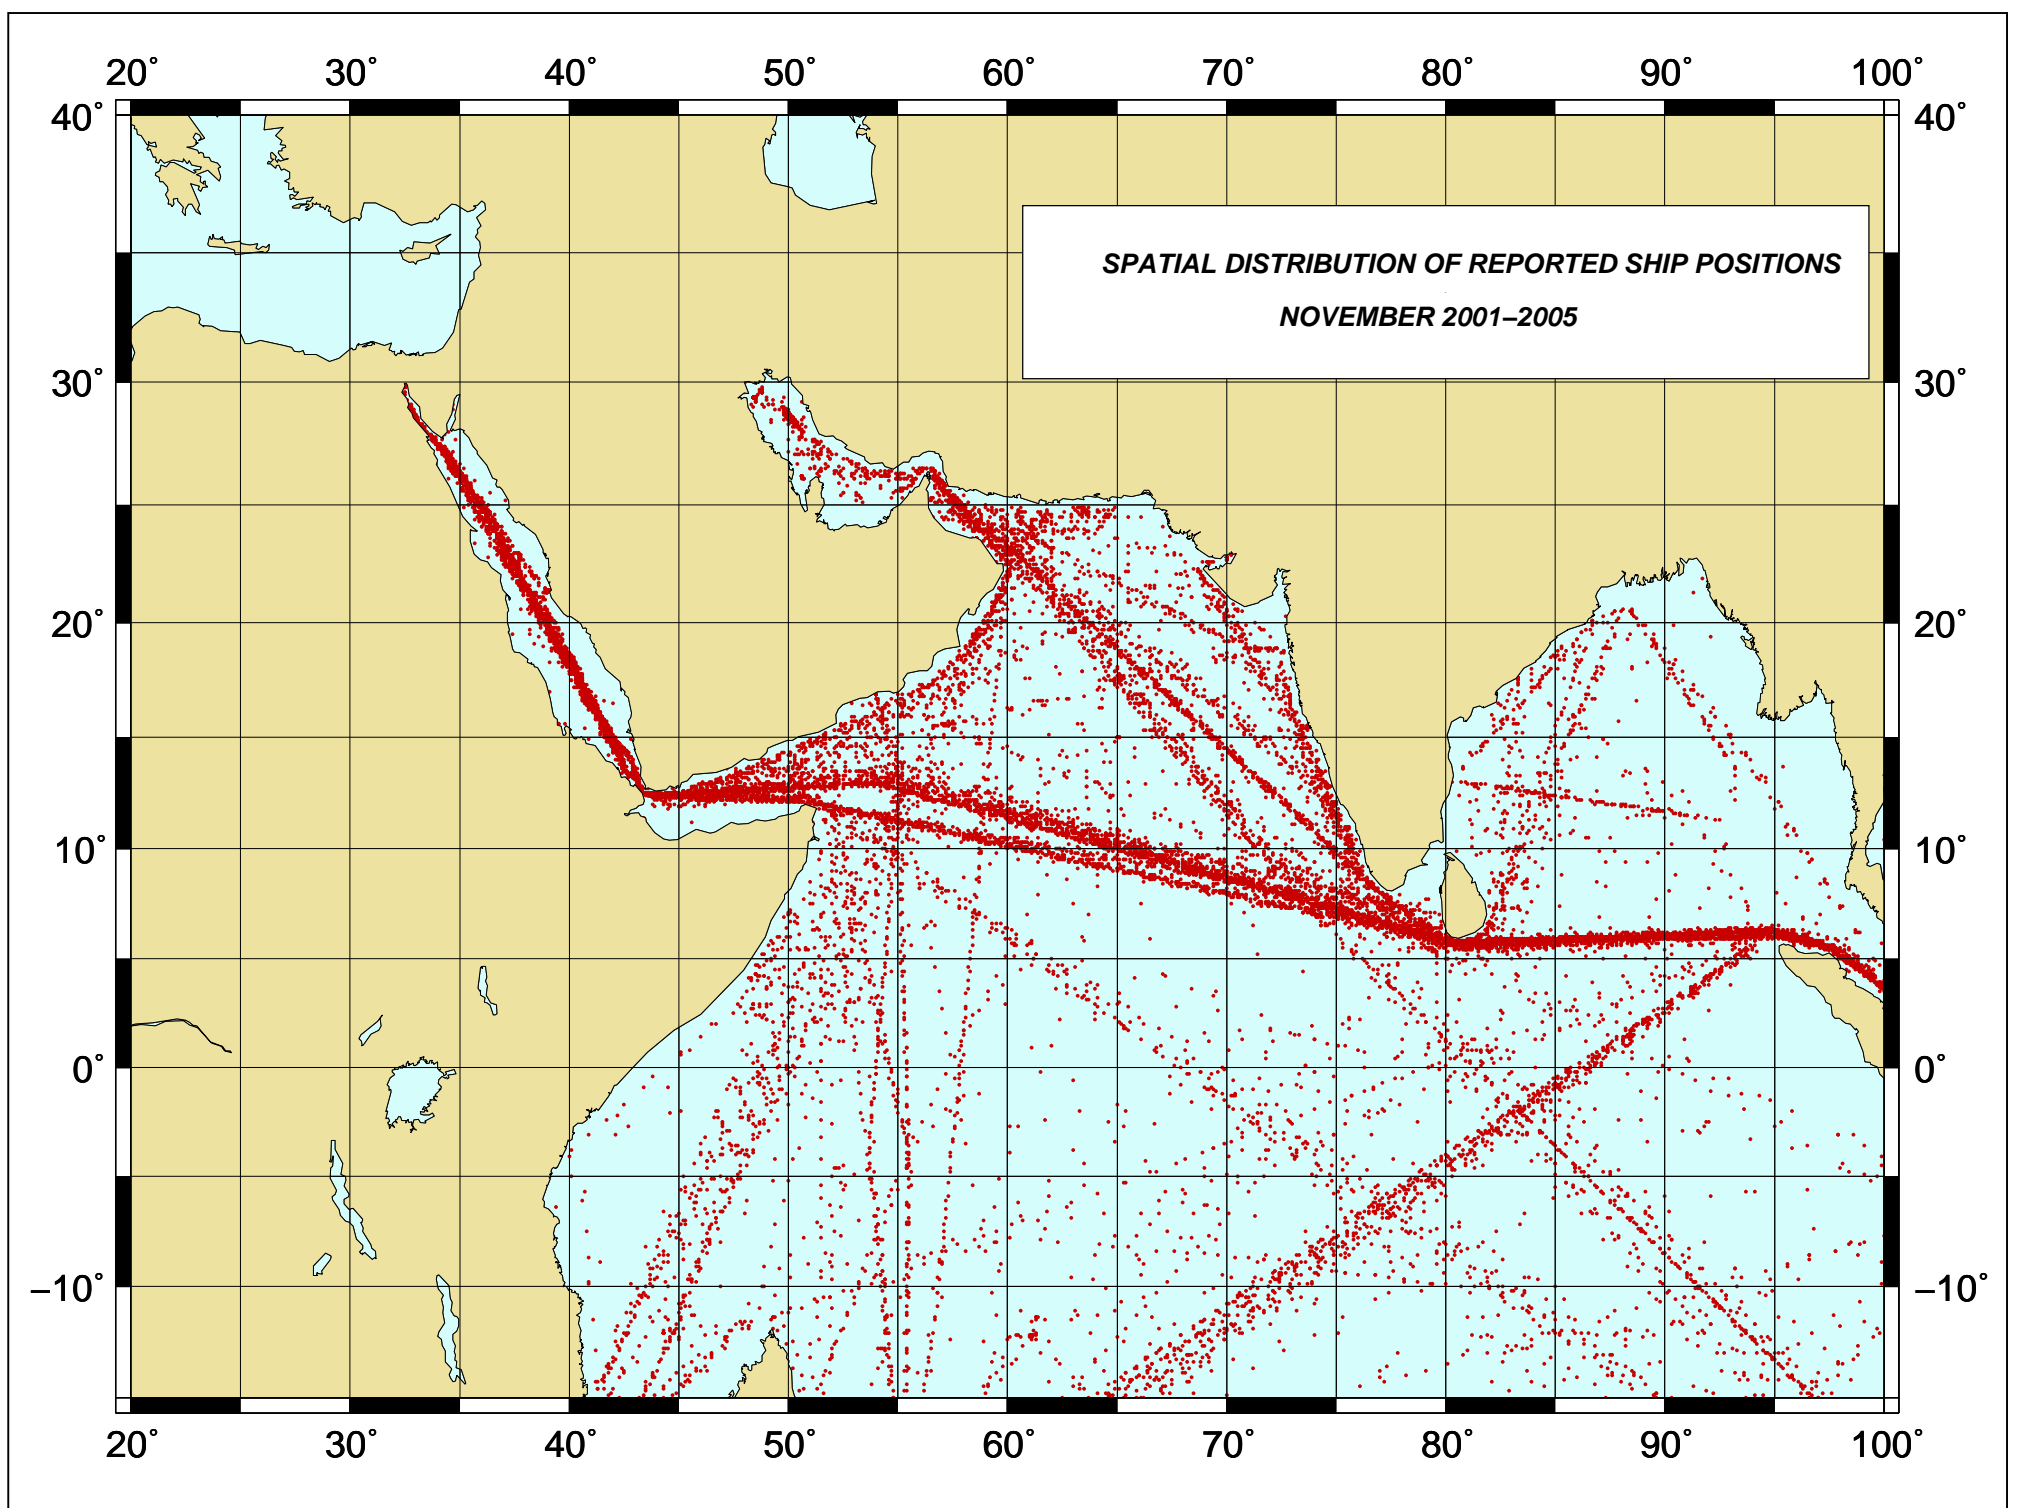 20° 30° 40° 50° 60° 70° 80° 90° 100°
40° 40°
SPATIAL DISTRIBUTION OF REPORTED SHIP POSITIONS
NOVEMBER 2001–2005
30° 30°
20° 20°
10° 10°
0° 0°
−10° −10°
20° 30° 40° 50° 60° 70° 80° 90° 100°